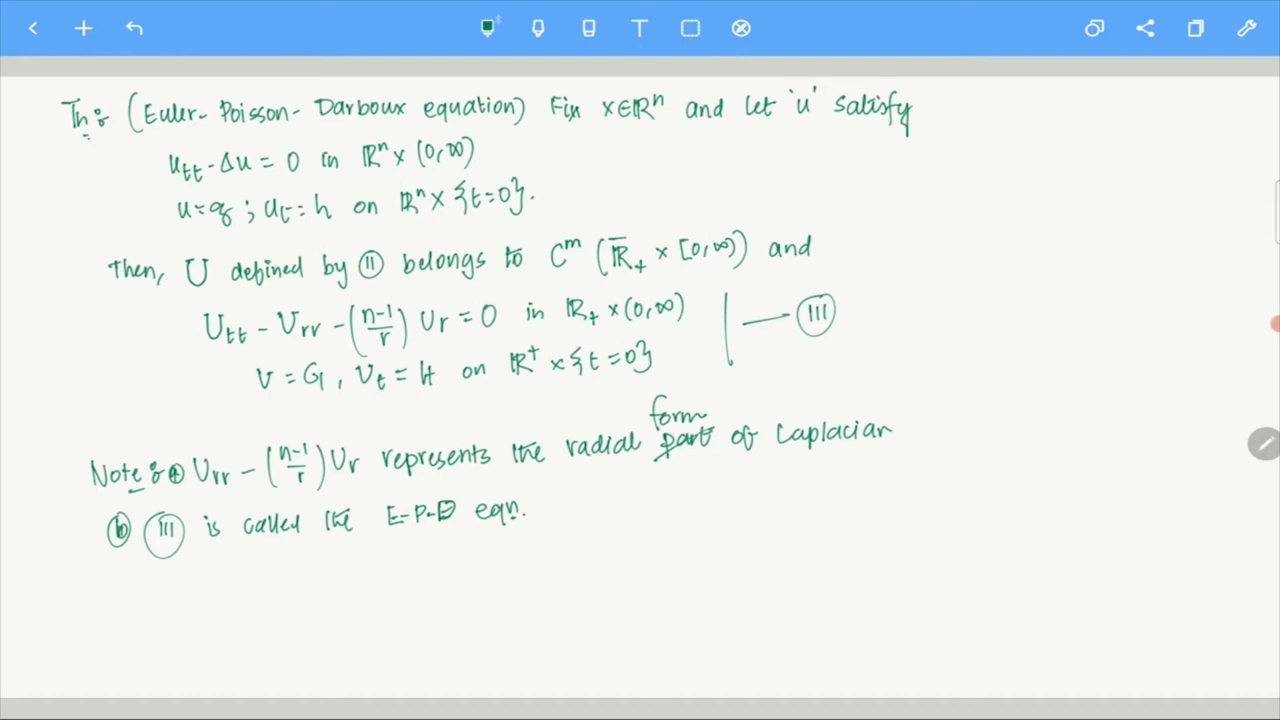 Th: (Euler-Poisson-Darboux equation) Fix x∈ℝⁿ and let 'u' satisfy
u_tt - Δu = 0 in ℝⁿ × (0,∞)
u=g ; u_t = h on ℝⁿ × {t=0}.
Then, U defined by (II) belongs to Cᵐ (ℝ̄₊ × [0,∞)) and
U_tt - U_rr - (n-1/r) U_r = 0 in ℝ₊ × (0,∞)
U = G, U_t = H on ℝ⁺ × {t=0} — (III)
form
Note: (a) U_rr - (n-1/r) U_r represents the radial part of Laplacian
(b) (III) is called the E-P-D eqn.